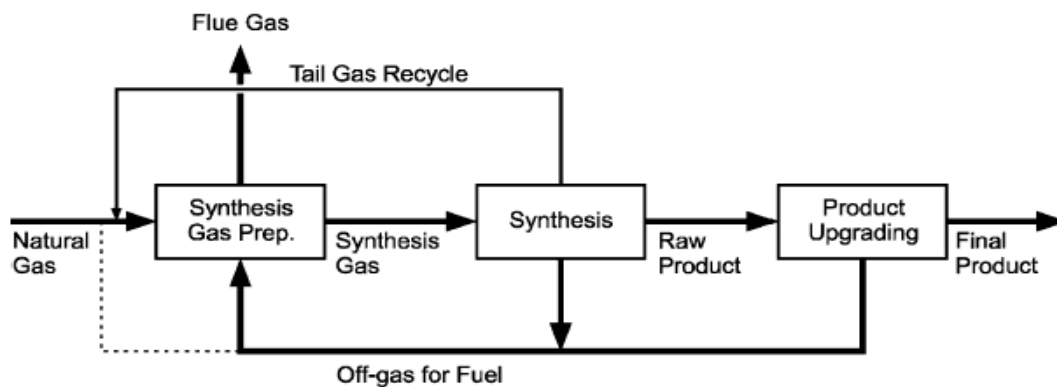 Flue Gas
Tail Gas Recycle
Synthesis
Gas Prep.
Synthesis
Product
Upgrading
Natural
Gas
Synthesis
Gas
Raw
Product
Final
Product
Off-gas for Fuel